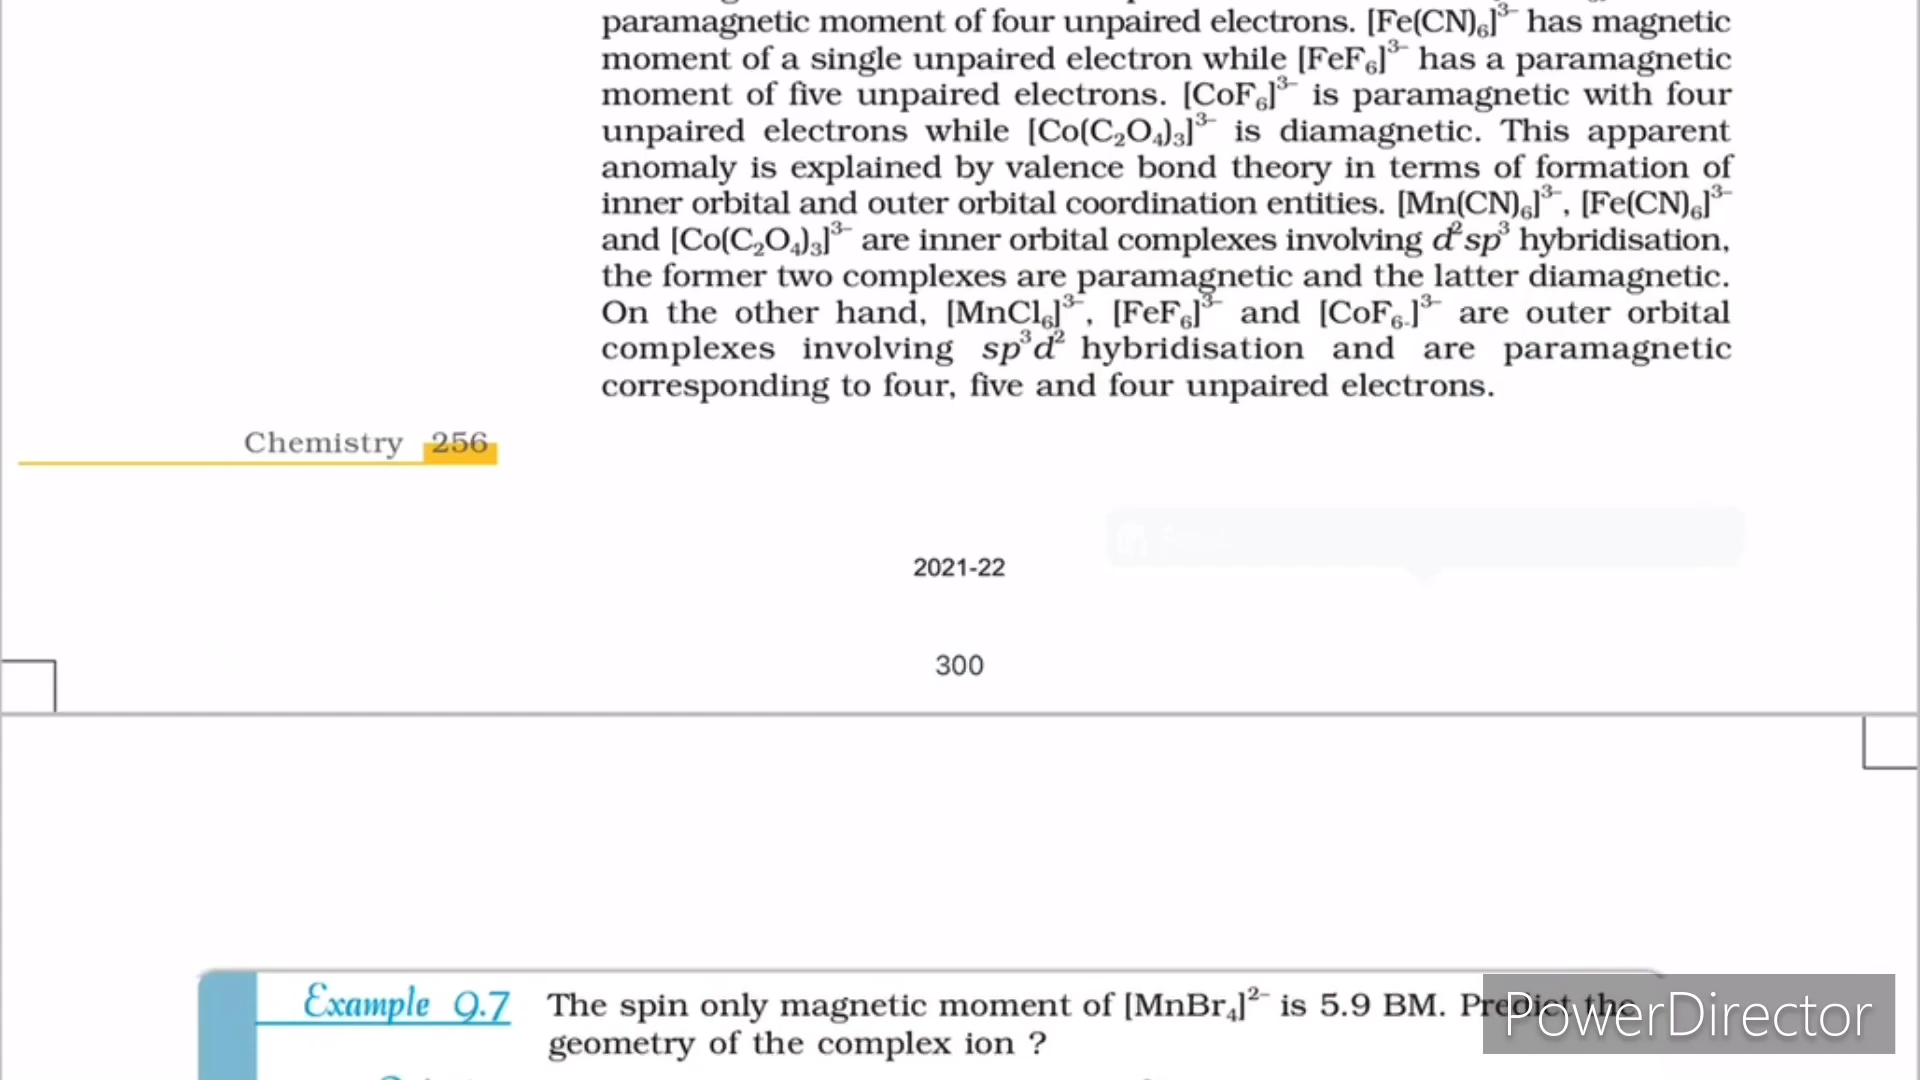 paramagnetic moment of four unpaired electrons. [Fe(CN)₆]³⁻ has magnetic
moment of a single unpaired electron while [FeF₆]³⁻ has a paramagnetic
moment of five unpaired electrons. [CoF₆]³⁻ is paramagnetic with four
unpaired electrons while [Co(C₂O₄)₃]³⁻ is diamagnetic. This apparent
anomaly is explained by valence bond theory in terms of formation of
inner orbital and outer orbital coordination entities. [Mn(CN)₆]³⁻, [Fe(CN)₆]³⁻
and [Co(C₂O₄)₃]³⁻ are inner orbital complexes involving d²sp³ hybridisation,
the former two complexes are paramagnetic and the latter diamagnetic.
On the other hand, [MnCl₆]³⁻, [FeF₆]³⁻ and [CoF₆₋]³⁻ are outer orbital
complexes involving sp³d² hybridisation and are paramagnetic
corresponding to four, five and four unpaired electrons.
Chemistry 256
2021-22
300
Example 9.7 The spin only magnetic moment of [MnBr₄]²⁻ is 5.9 BM. Predict the
geometry of the complex ion ?
PowerDirector